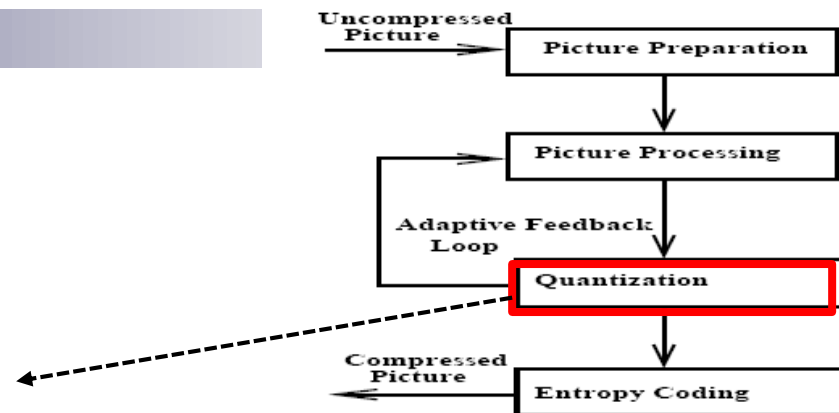 Uncompressed
Picture
Picture Preparation
Picture Processing
Adaptive Feedback
Loop
Quantization
Compressed
Picture
Entropy Coding